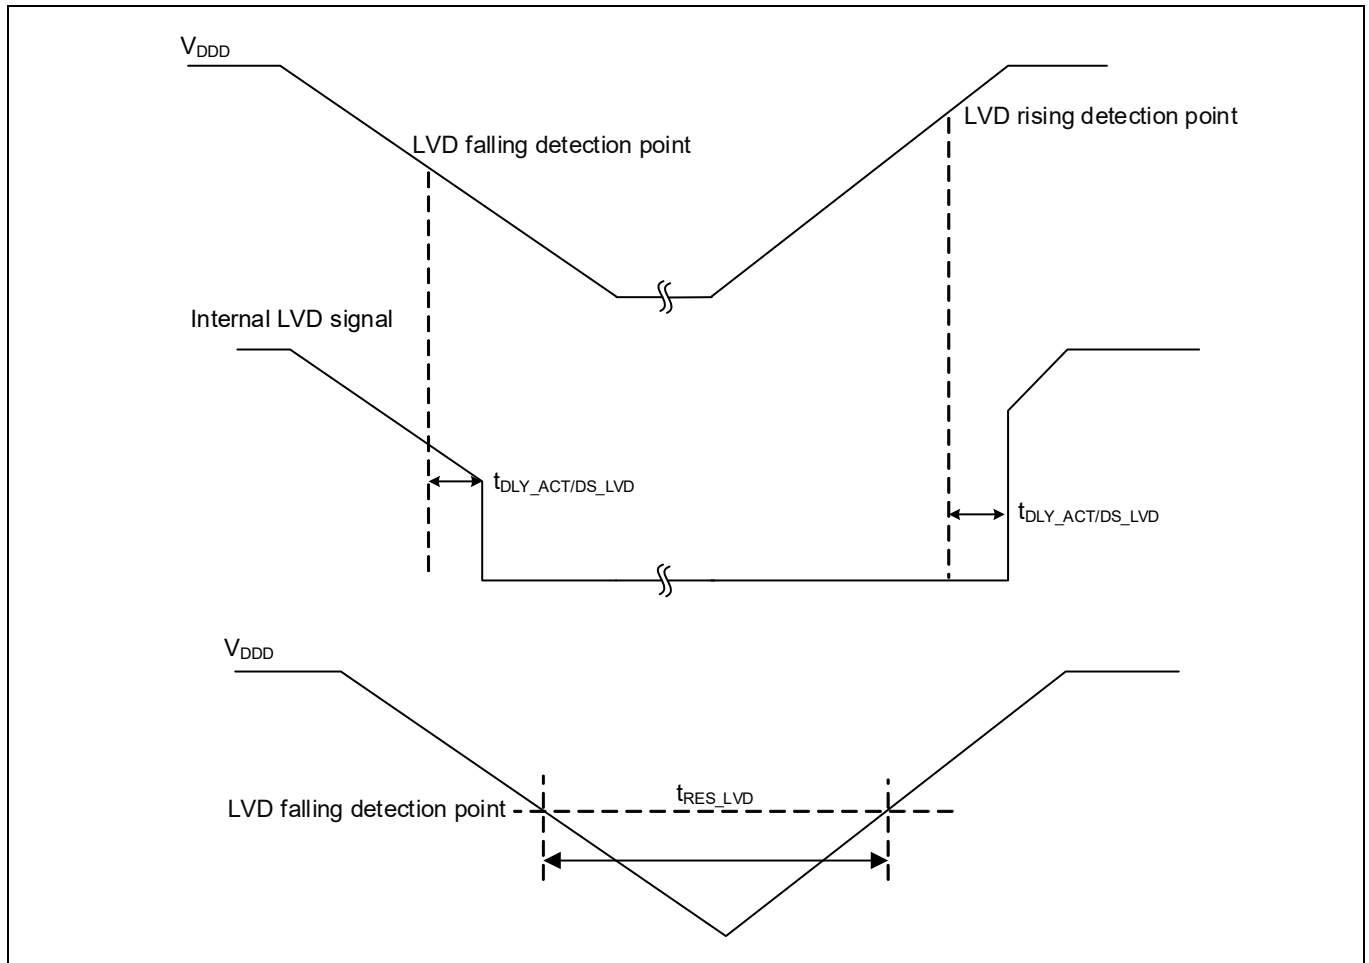 VDDD
LVD rising detection point
LVD falling detection point
Internal LVD signal
tDLY_ACT/DS_LVD
tDLY_ACT/DS_LVD
VDDD
tRES_LVD
LVD falling detection point